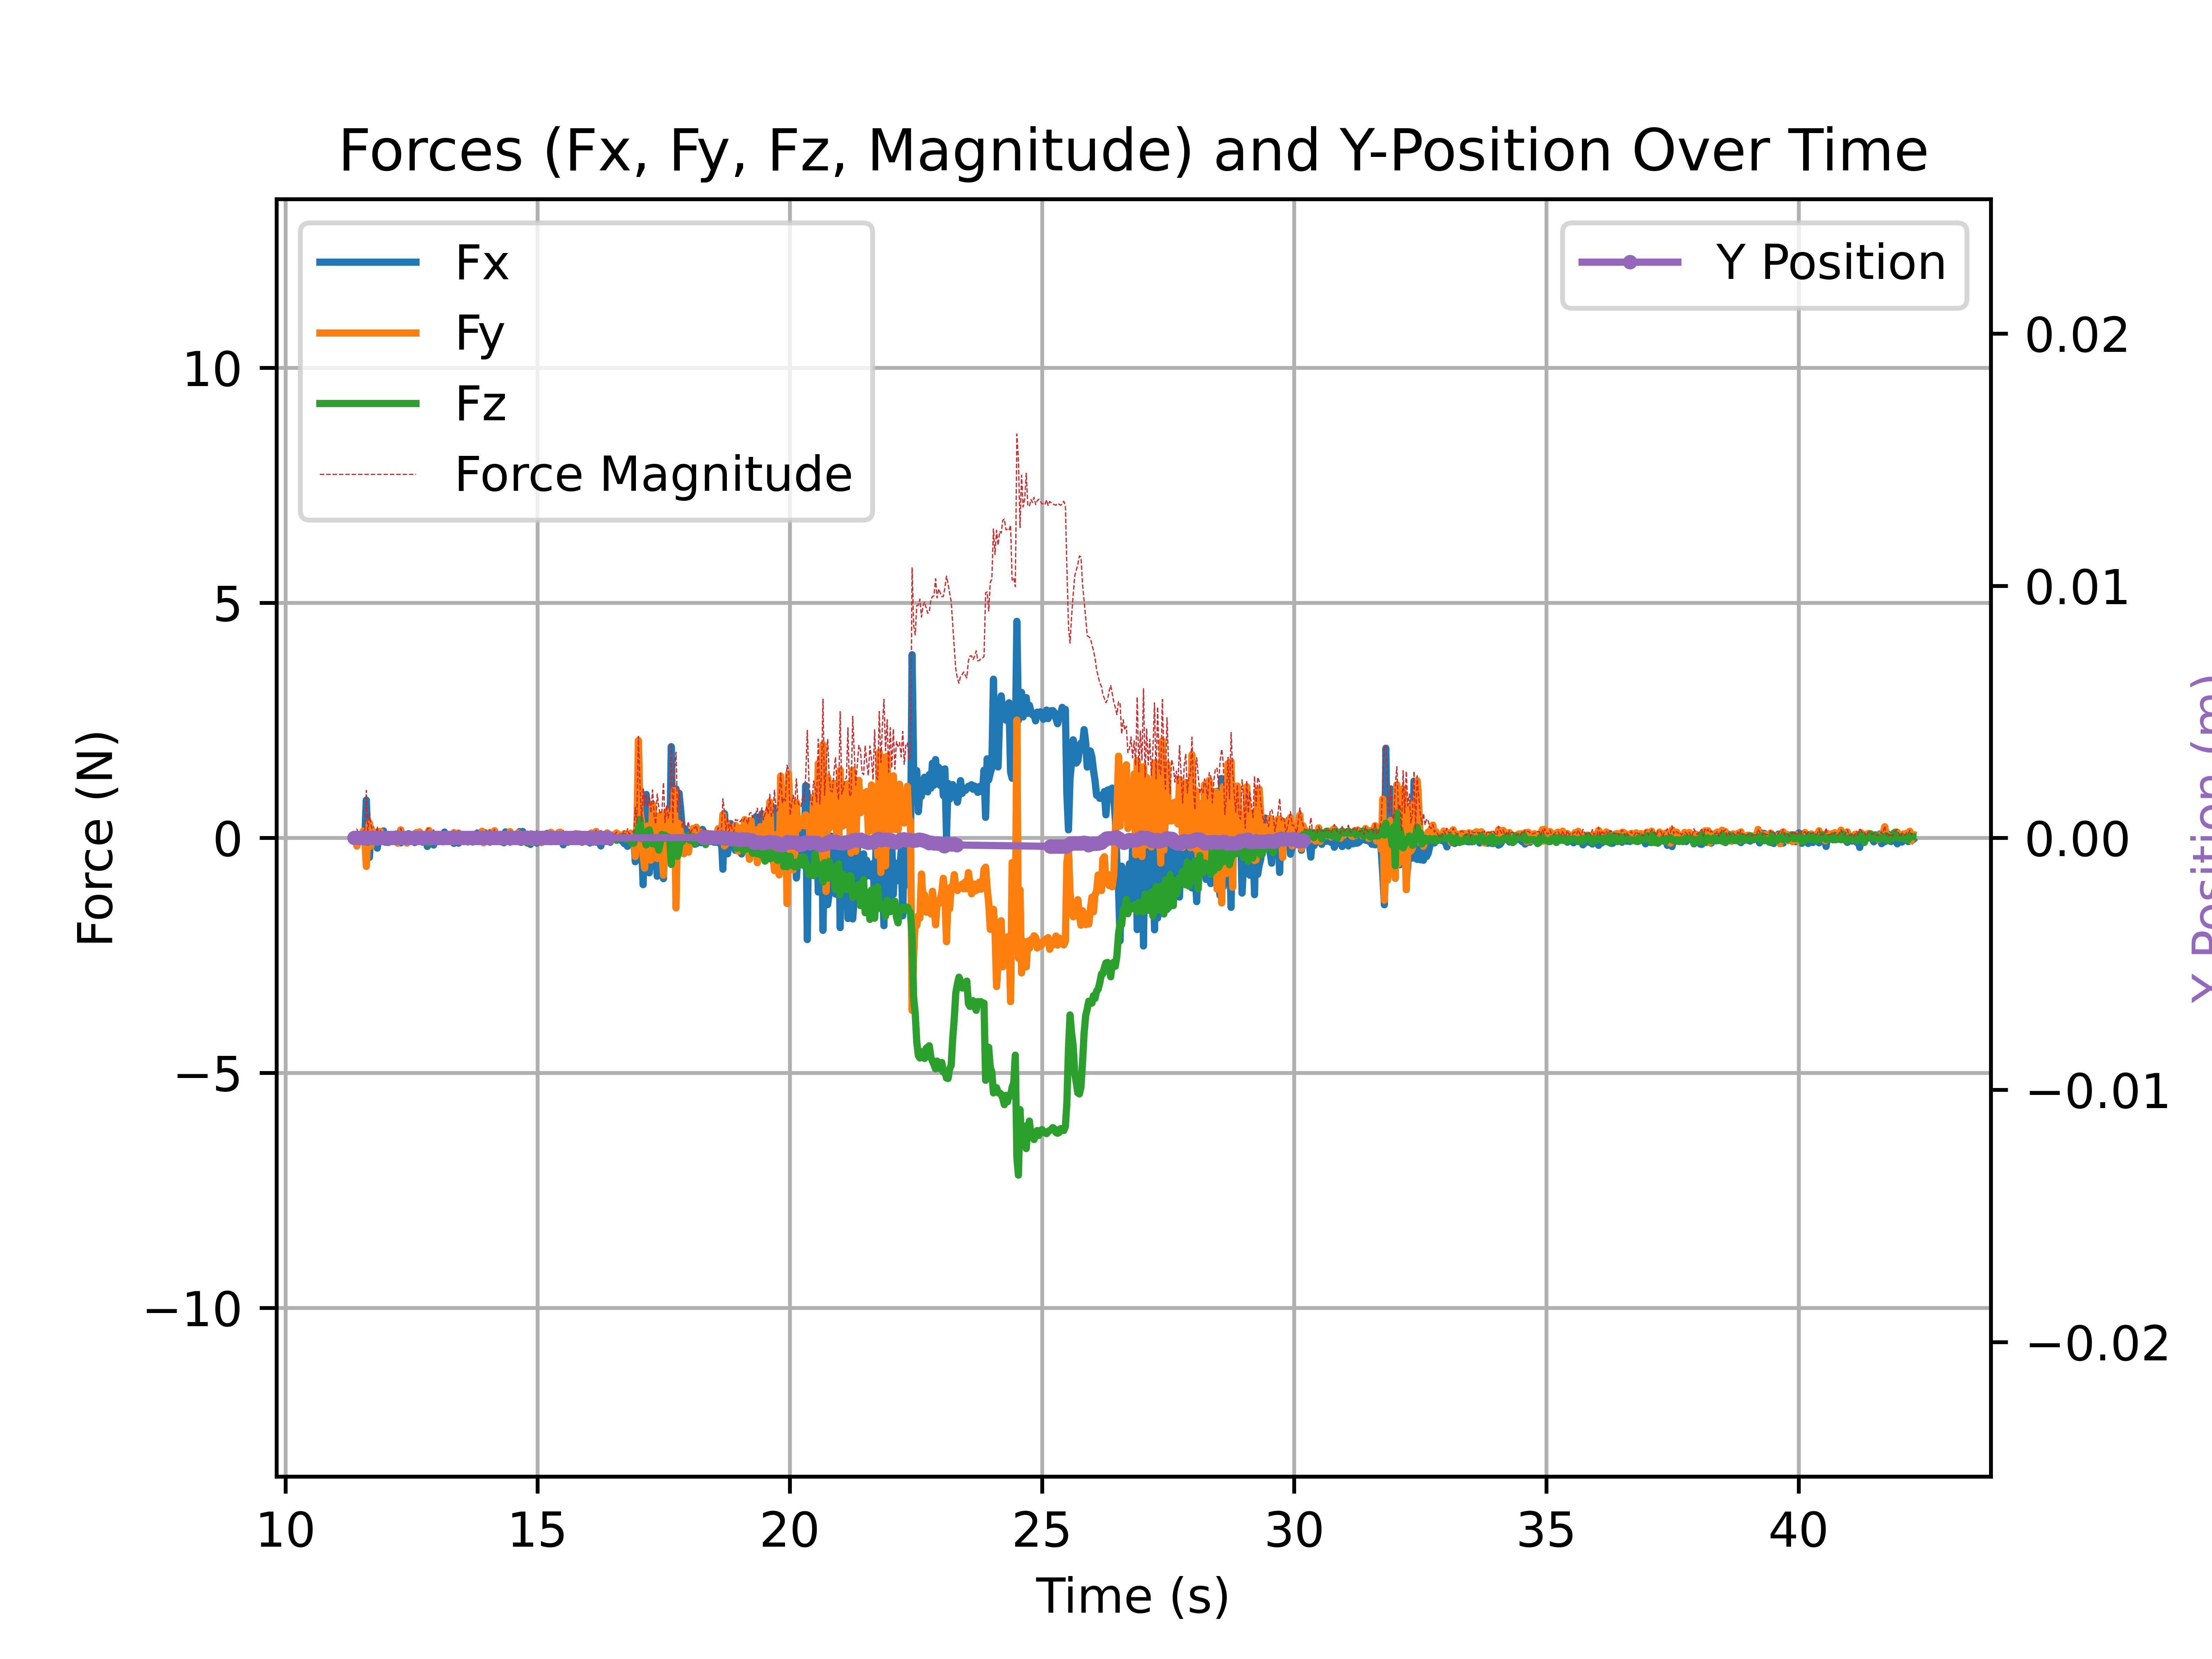 Forces (Fx, Fy, Fz, Magnitude) and Y-Position Over Time
Fx
Fy
Fz
Force Magnitude
Y Position
10
5
0
−5
−10
Force (N)
0.02
0.01
0.00
−0.01
−0.02
Y Position (m)
10 15 20 25 30 35 40
Time (s)